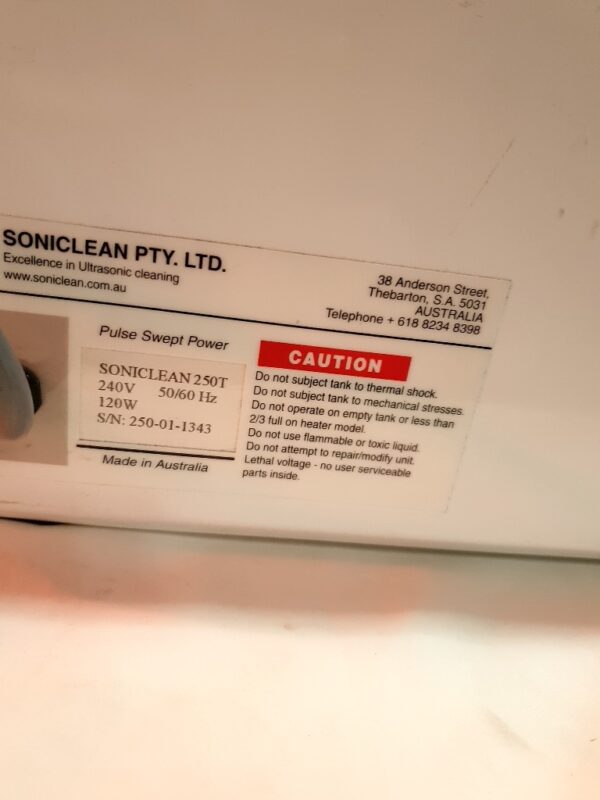 SONICLEAN PTY. LTD.
Excellence in Ultrasonic cleaning
www.soniclean.com.au
38 Anderson Street,
Thebarton, S.A. 5031
AUSTRALIA
Telephone + 618 8234 8398
Pulse Swept Power
SONICLEAN 250T
240V 50/60 Hz
120W
S/N: 250-01-1343
Made in Australia
CAUTION
Do not subject tank to thermal shock.
Do not subject tank to mechanical stresses.
Do not operate on empty tank or less than
2/3 full on heater model.
Do not use flammable or toxic liquid.
Do not attempt to repair/modify unit.
Lethal voltage - no user serviceable
parts inside.